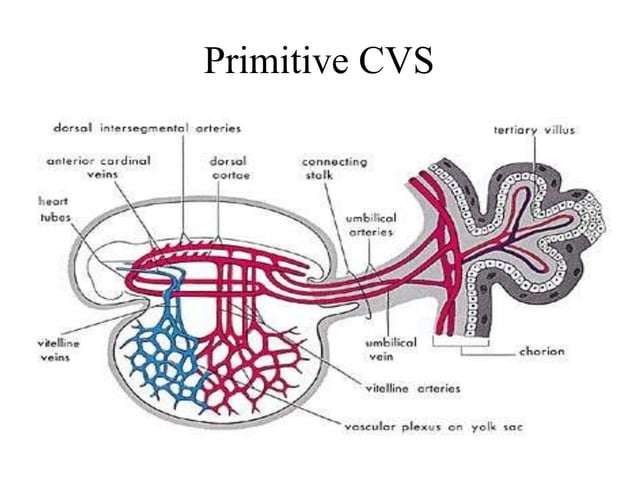 Primitive CVS
dorsal intersegmental arteries
tertiary villus
anterior cardinal
veins
dorsal
aortae
connecting
stalk
heart
tubes
umbilical
arteries
vitelline
veins
umbilical
vein
chorion
vitelline arteries
vascular plexus on yolk sac